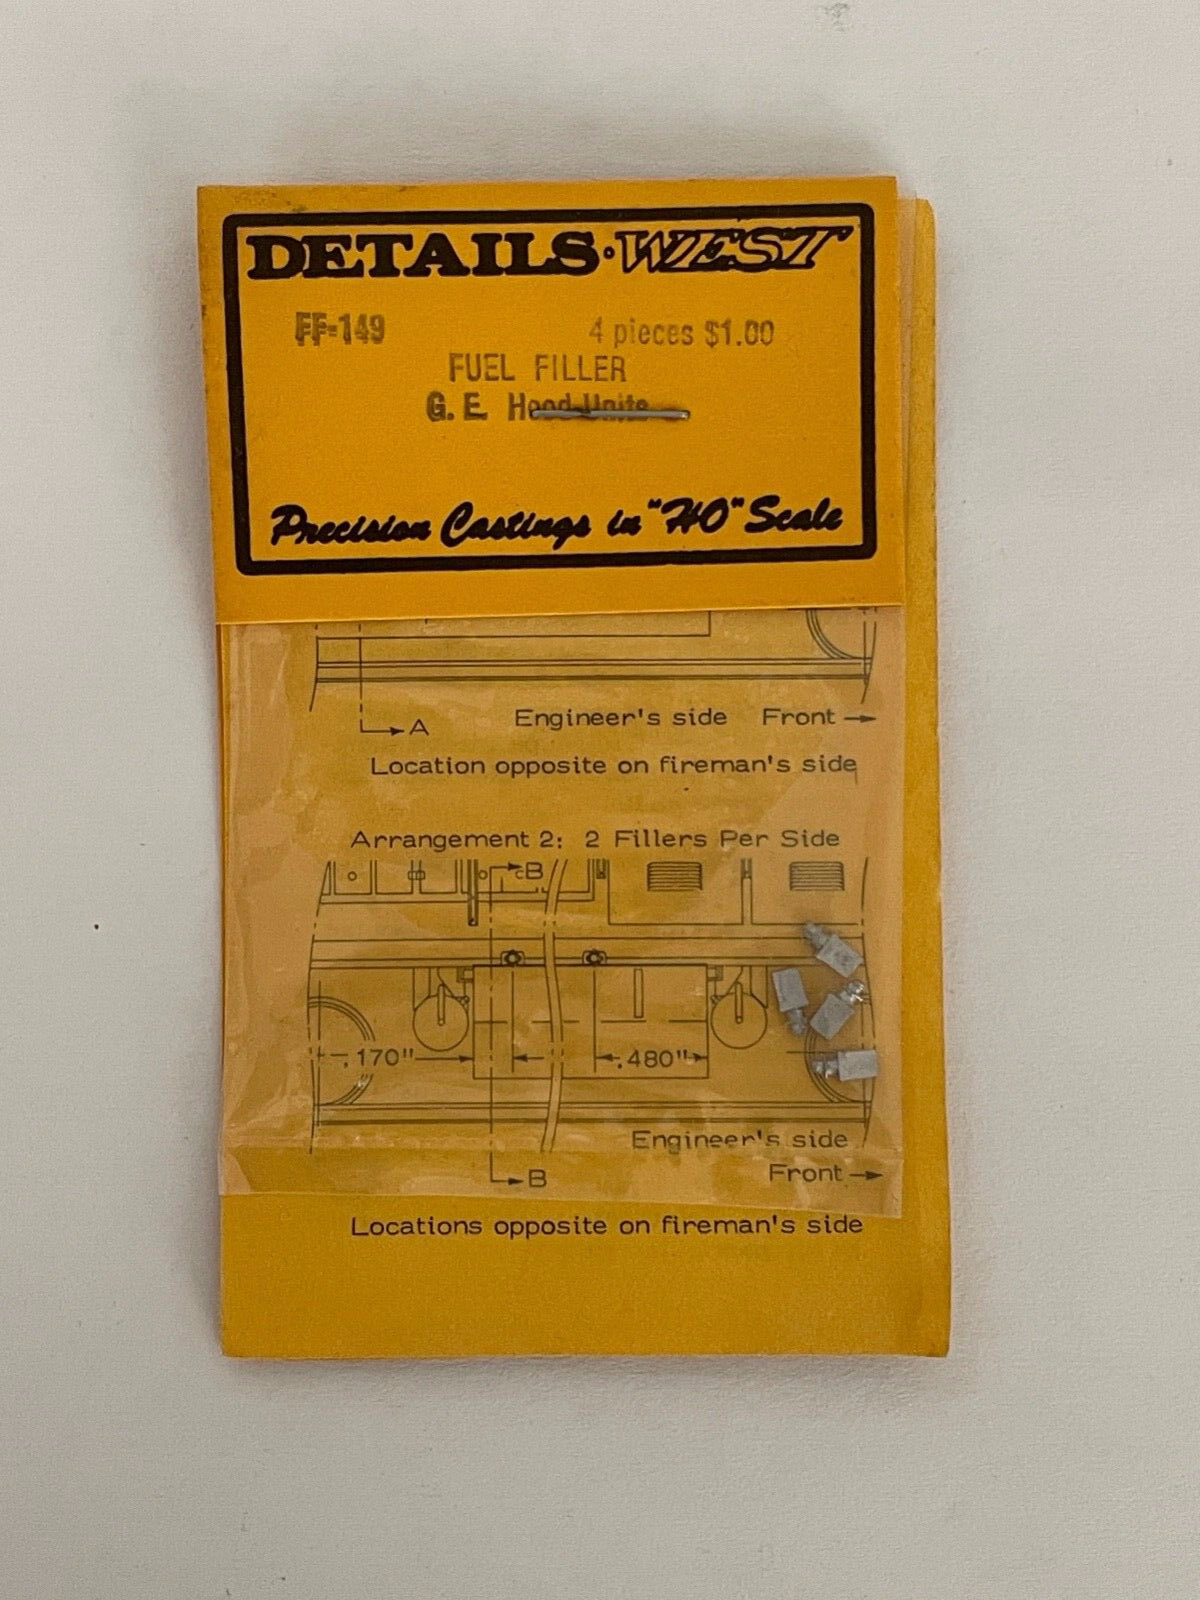 DETAILS·WEST
FF-149 4 pieces $1.00
FUEL FILLER
G.E. Hood Units
Precision Castings in "HO" Scale
A
Engineer's side Front
Location opposite on fireman's side
Arrangement 2: 2 Fillers Per Side
B
.170" .480"
Engineer's side
Front
B
Locations opposite on fireman's side